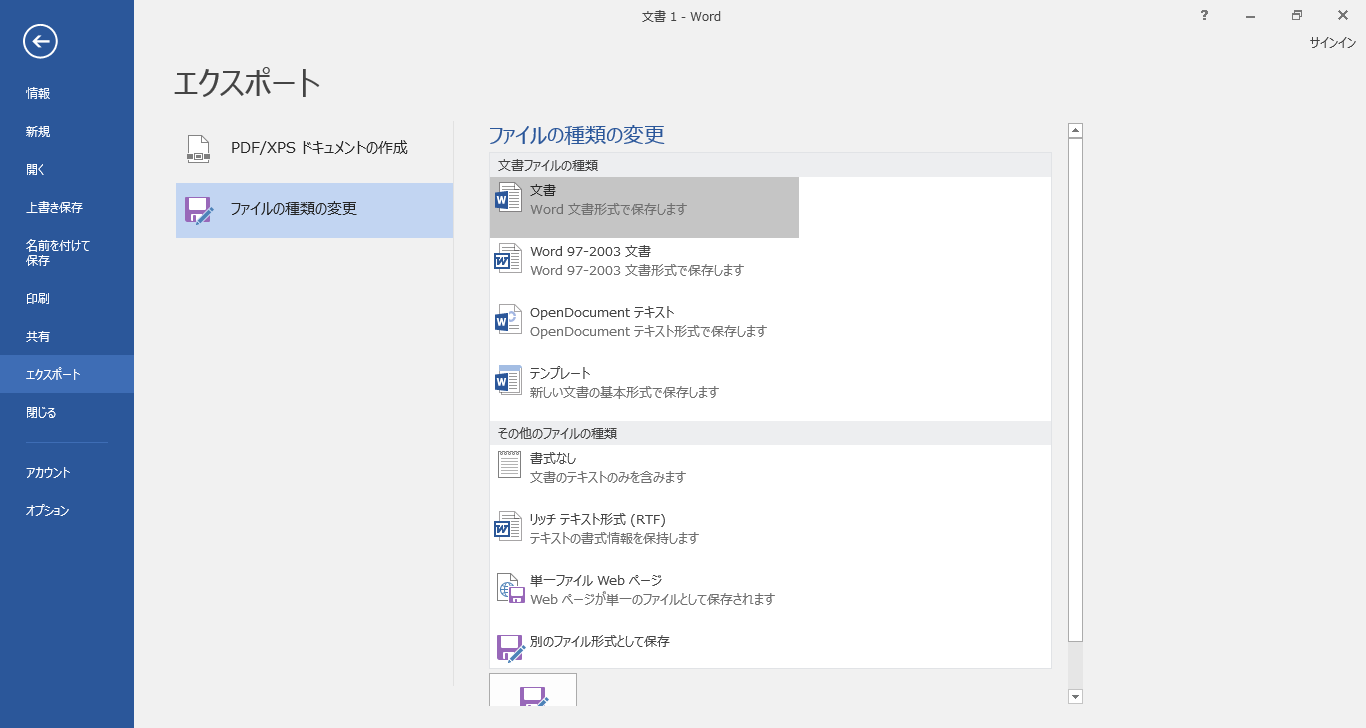 文書 1 - Word
?
サインイン
情報
新規
開く
上書き保存
名前を付けて
保存
印刷
共有
エクスポート
閉じる
アカウント
オプション
エクスポート
PDF/XPS ドキュメントの作成
ファイルの種類の変更
ファイルの種類の変更
文書ファイルの種類
文書
Word 文書形式で保存します
Word 97-2003 文書
Word 97-2003 文書形式で保存します
OpenDocument テキスト
OpenDocument テキスト形式で保存します
テンプレート
新しい文書の基本形式で保存します
その他のファイルの種類
書式なし
文書のテキストのみを含みます
リッチ テキスト形式 (RTF)
テキストの書式情報を保持します
単一ファイル Web ページ
Web ページが単一のファイルとして保存されます
別のファイル形式として保存